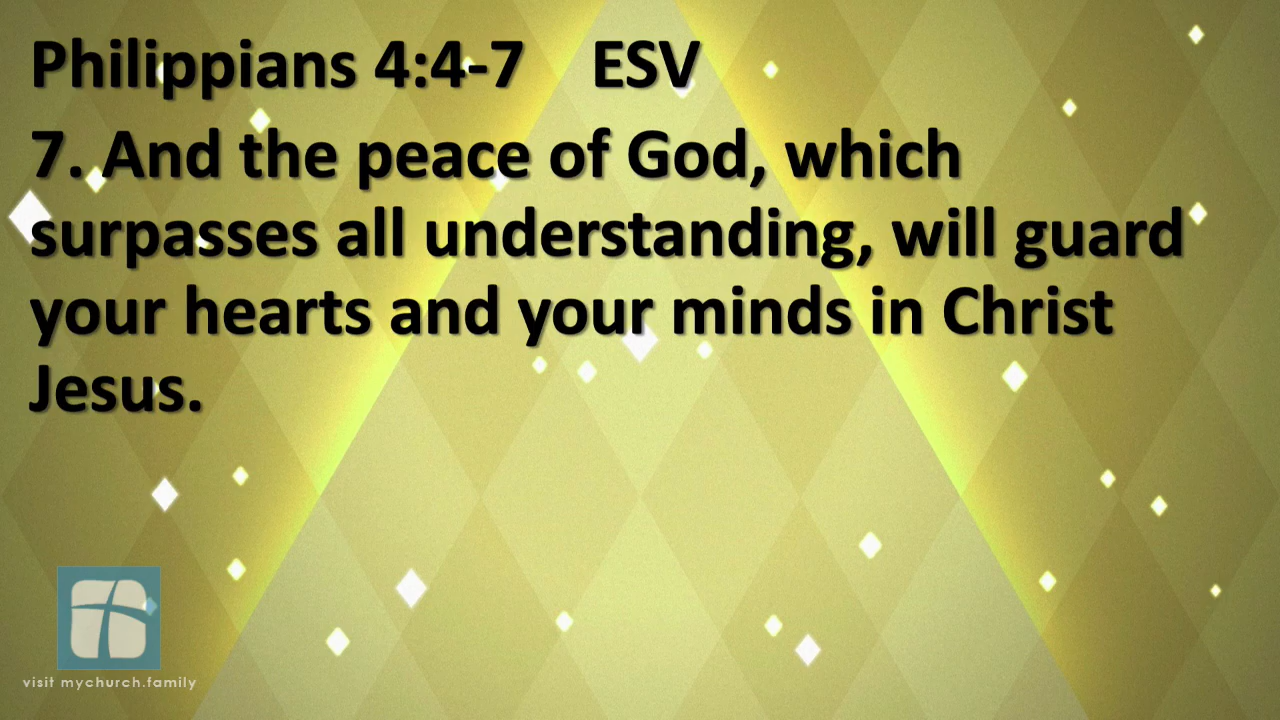 Philippians 4:4-7 ESV
7. And the peace of God, which
surpasses all understanding, will guard
your hearts and your minds in Christ
Jesus.
visit mychurch.family